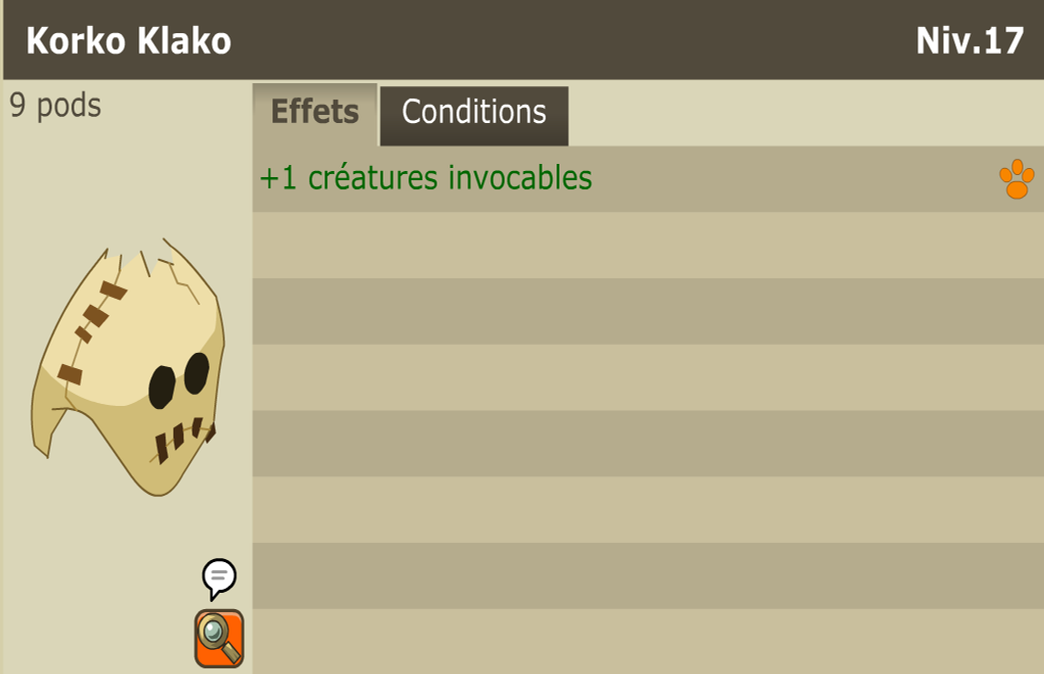 Korko Klako
Niv.17
9 pods
Effets
Conditions
+1 créatures invocables